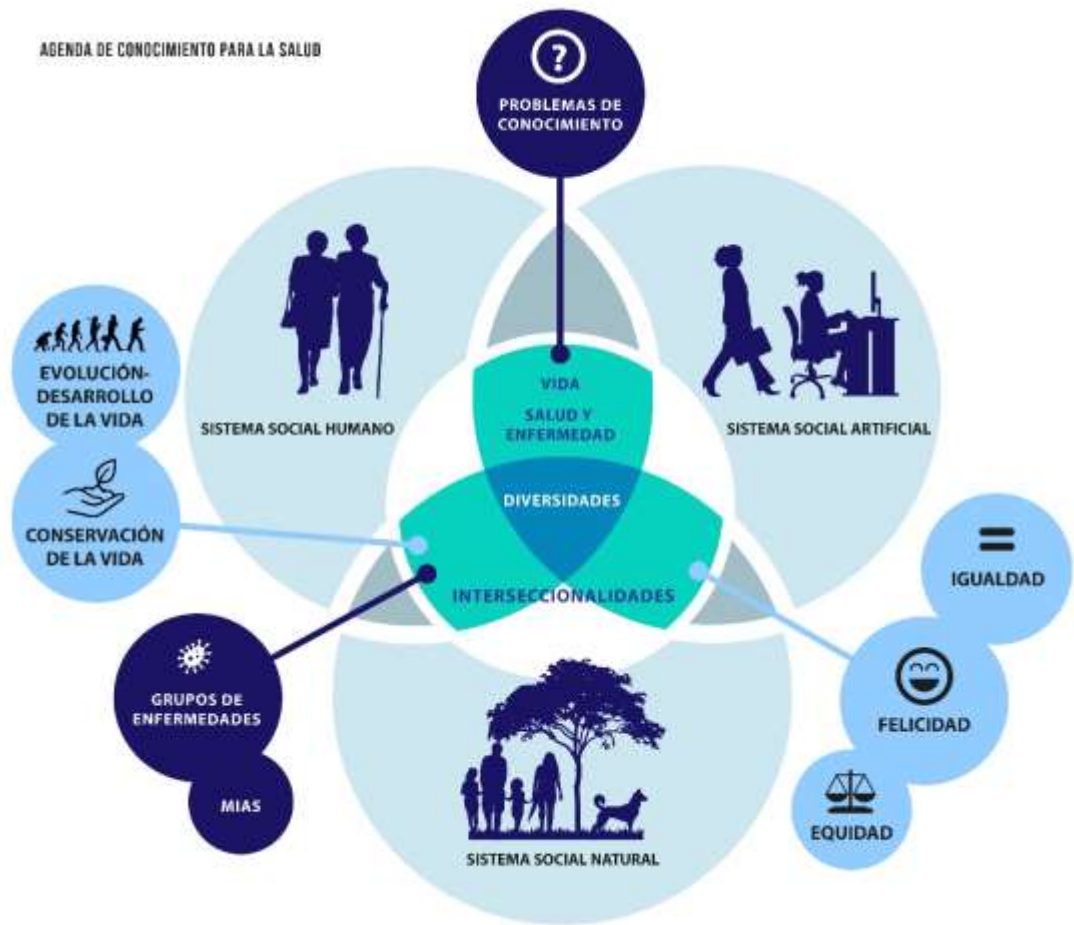 AGENDA DE CONOCIMIENTO PARA LA SALUD
?
PROBLEMAS DE
CONOCIMIENTO
EVOLUCIÓN-
DESARROLLO
DE LA VIDA
SISTEMA SOCIAL HUMANO
VIDA
SALUD Y
ENFERMEDAD
SISTEMA SOCIAL ARTIFICIAL
CONSERVACIÓN
DE LA VIDA
DIVERSIDADES
INTERSECCIONALIDADES
=
IGUALDAD
GRUPOS DE
ENFERMEDADES
MIAS
FELICIDAD
EQUIDAD
SISTEMA SOCIAL NATURAL